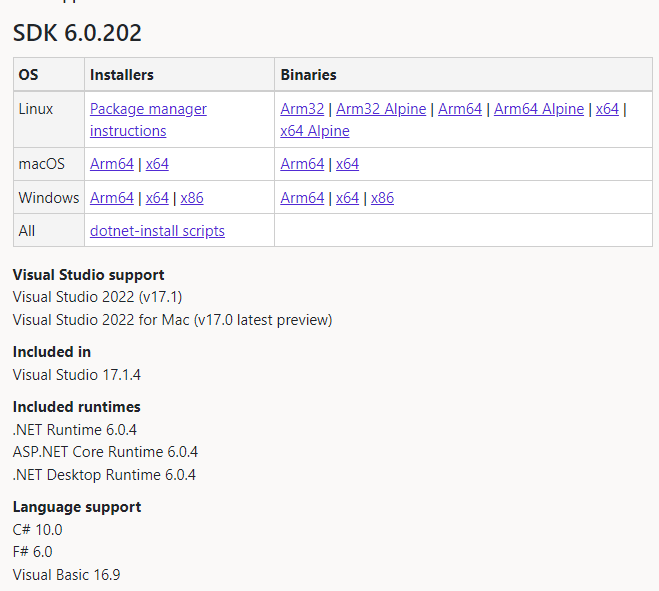 SDK 6.0.202
OS Installers Binaries
Linux Package manager instructions Arm32 | Arm32 Alpine | Arm64 | Arm64 Alpine | x64 | x64 Alpine
macOS Arm64 | x64 Arm64 | x64
Windows Arm64 | x64 | x86 Arm64 | x64 | x86
All dotnet-install scripts
Visual Studio support
Visual Studio 2022 (v17.1)
Visual Studio 2022 for Mac (v17.0 latest preview)
Included in
Visual Studio 17.1.4
Included runtimes
.NET Runtime 6.0.4
ASP.NET Core Runtime 6.0.4
.NET Desktop Runtime 6.0.4
Language support
C# 10.0
F# 6.0
Visual Basic 16.9